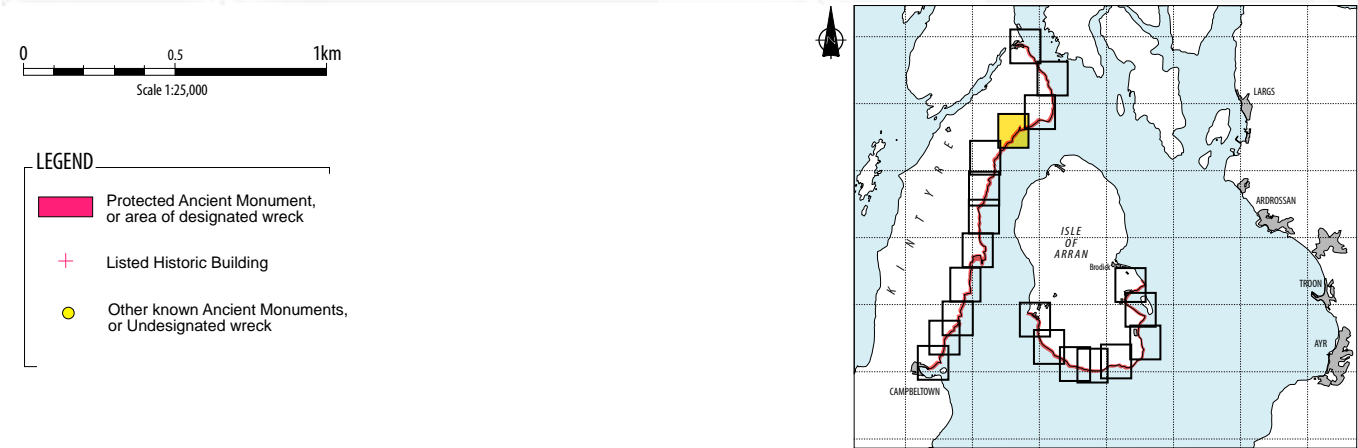 0 0.5 1km
Scale 1:25,000
LEGEND
Protected Ancient Monument,
or area of designated wreck
Listed Historic Building
Other known Ancient Monuments,
or Undesignated wreck
N
LARGS
KINTYRE
ARDROSSAN
ISLE
OF
ARRAN
Brodick
TROON
AYR
CAMPBELTOWN